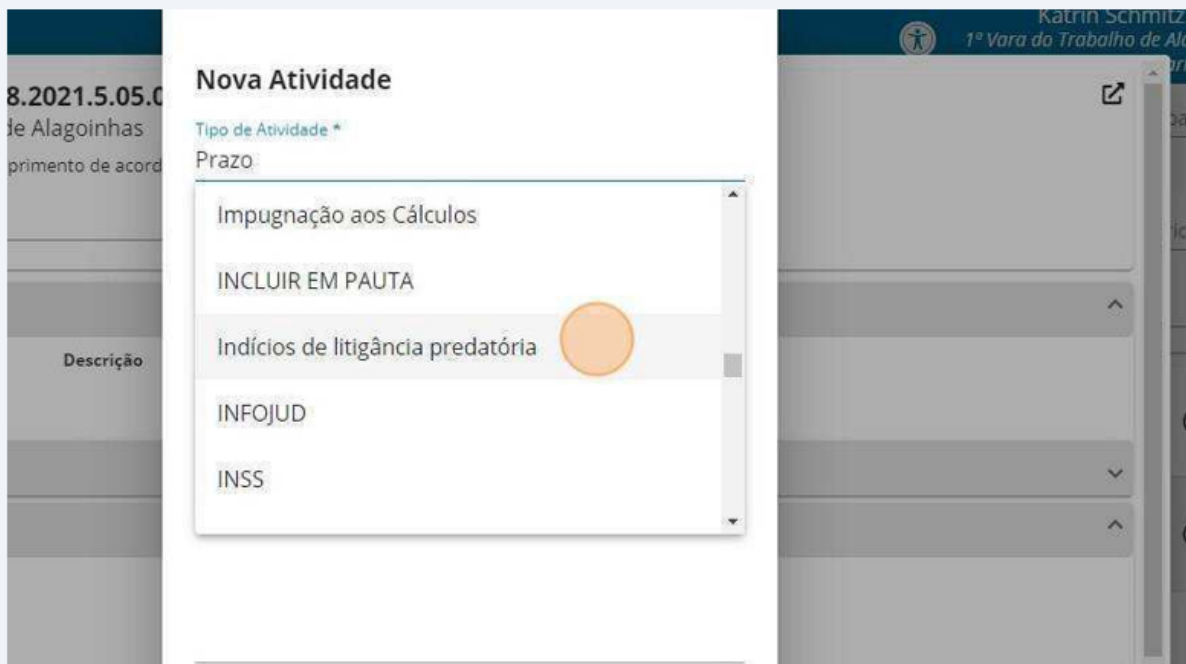 Katrin Schmitz
1ª Vara do Trabalho de
Nova Atividade
8.2021.5.05.0
de Alagoinhas
Tipo de Atividade *
primento de acord
Prazo
Impugnação aos Cálculos
INCLUIR EM PAUTA
Indícios de litigância predatória
Descrição
INFOJUD
INSS